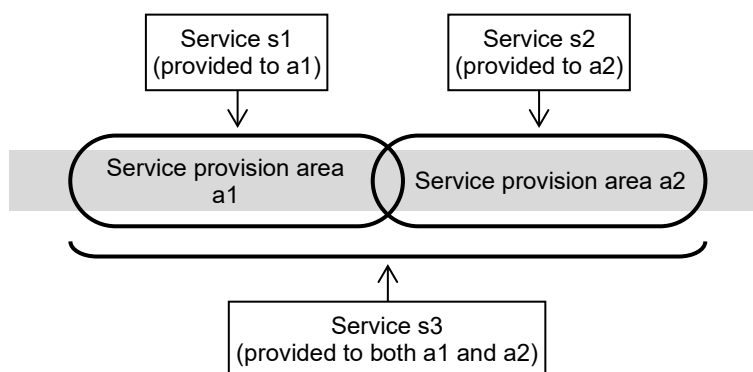 Service s1
(provided to a1)
Service s2
(provided to a2)
Service provision area
a1
Service provision area a2
Service s3
(provided to both a1 and a2)